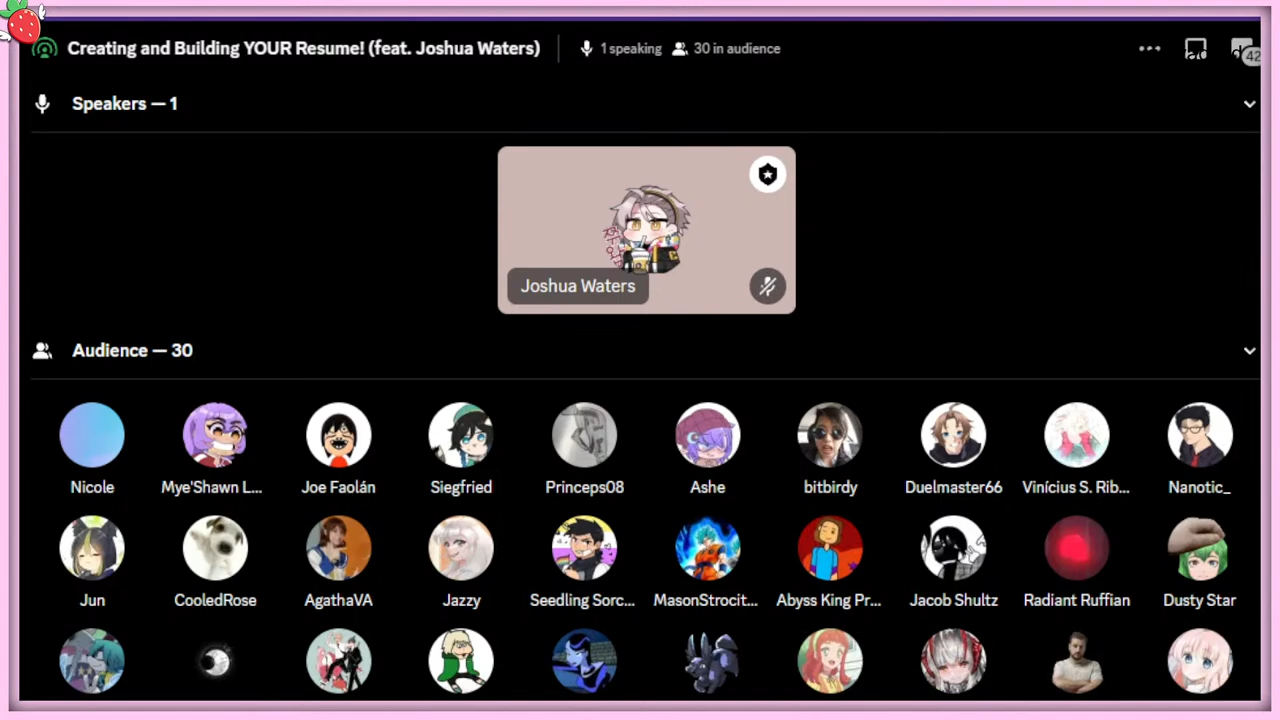 Creating and Building YOUR Resume! (feat. Joshua Waters)
1 speaking
30 in audience
42
Speakers — 1
Joshua Waters
Audience — 30
Nicole
Mye'Shawn L...
Joe Faolán
Siegfried
Princeps08
Ashe
bitbirdy
Duelmaster66
Vinícius S. Rib...
Nanotic_
Jun
CooledRose
AgathaVA
Jazzy
Seedling Sorc...
MasonStrocit...
Abyss King Pr...
Jacob Shultz
Radiant Ruffian
Dusty Star